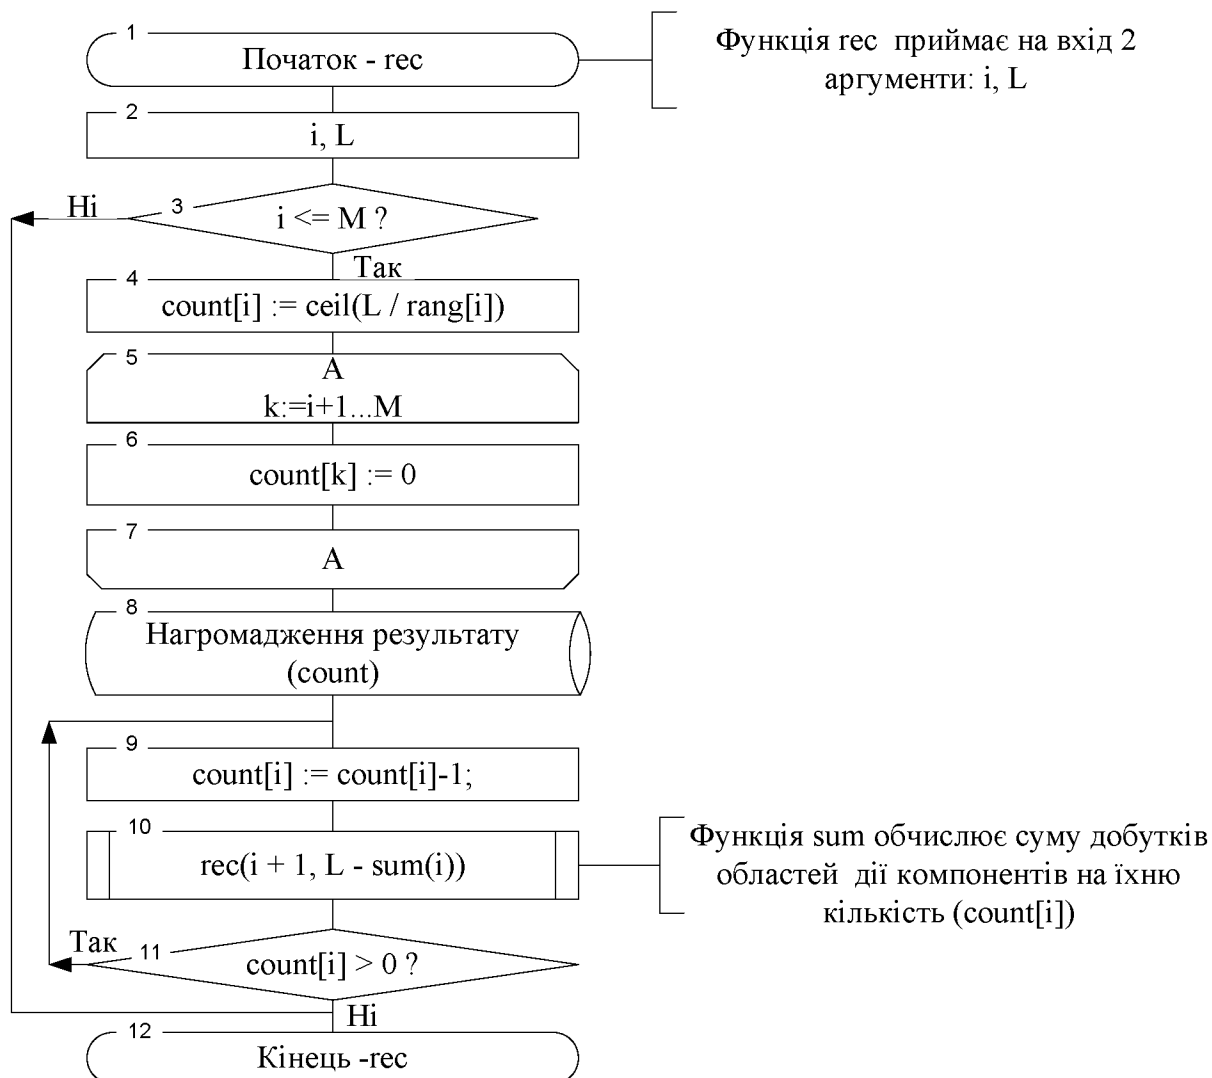 1
Початок - rec
Функція rec приймає на вхід 2
аргументи: i, L
2
i, L
Ні
3
i <= M ?
Так
4
count[i] := ceil(L / rang[i])
5
A
k:=i+1...M
6
count[k] := 0
7
A
8
Нагромадження результату
(count)
9
count[i] := count[i]-1;
10
rec(i + 1, L - sum(i))
Функція sum обчислює суму добутків
областей дії компонентів на їхню
кількість (count[i])
Так
11
count[i] > 0 ?
Ні
12
Кінець -rec